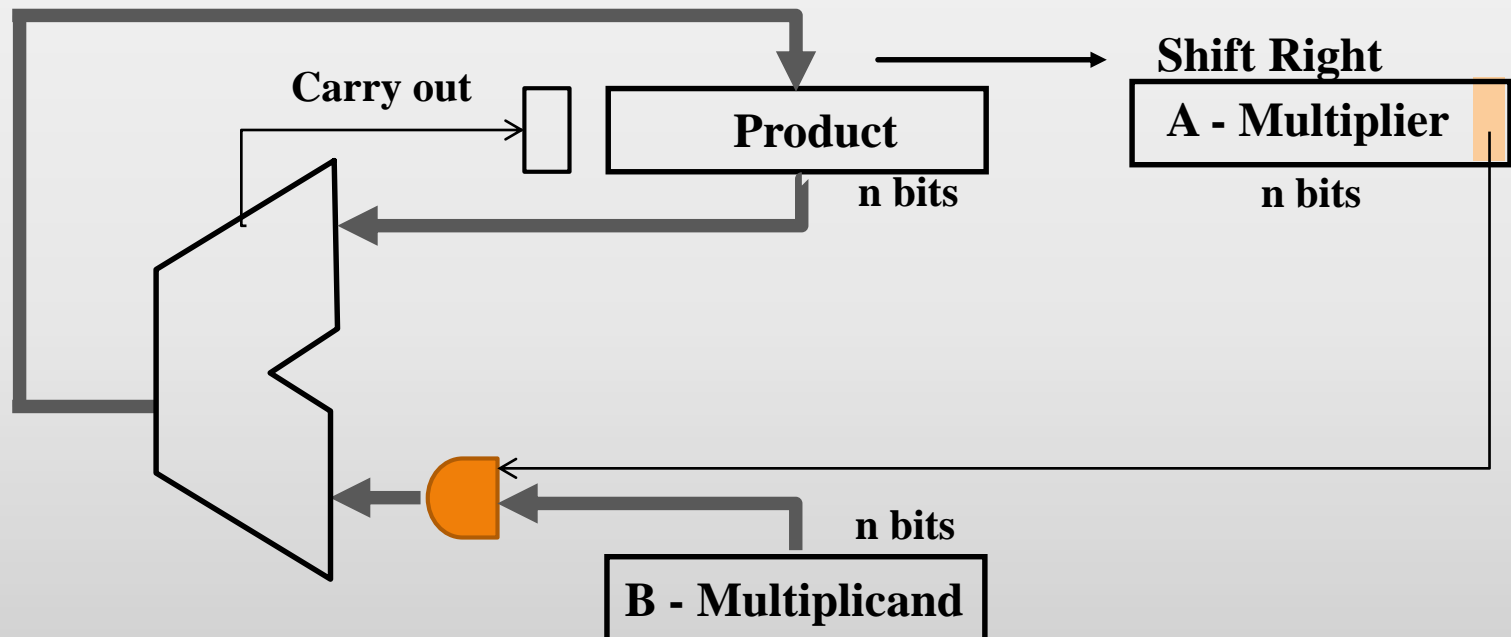 Shift Right
Carry out
Product
A - Multiplier
n bits
n bits
n bits
B - Multiplicand